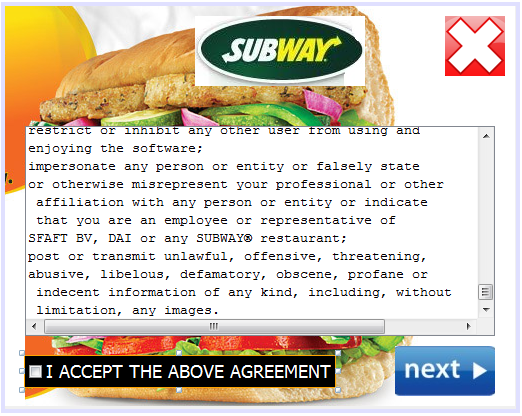 SUBWAY
restrict or inhibit any other user from using and
enjoying the software;
impersonate any person or entity or falsely state
or otherwise misrepresent your professional or other
affiliation with any person or entity or indicate
that you are an employee or representative of
SFAFT BV, DAI or any SUBWAY® restaurant;
post or transmit unlawful, offensive, threatening,
abusive, libelous, defamatory, obscene, profane or
indecent information of any kind, including, without
limitation, any images.
I ACCEPT THE ABOVE AGREEMENT
next